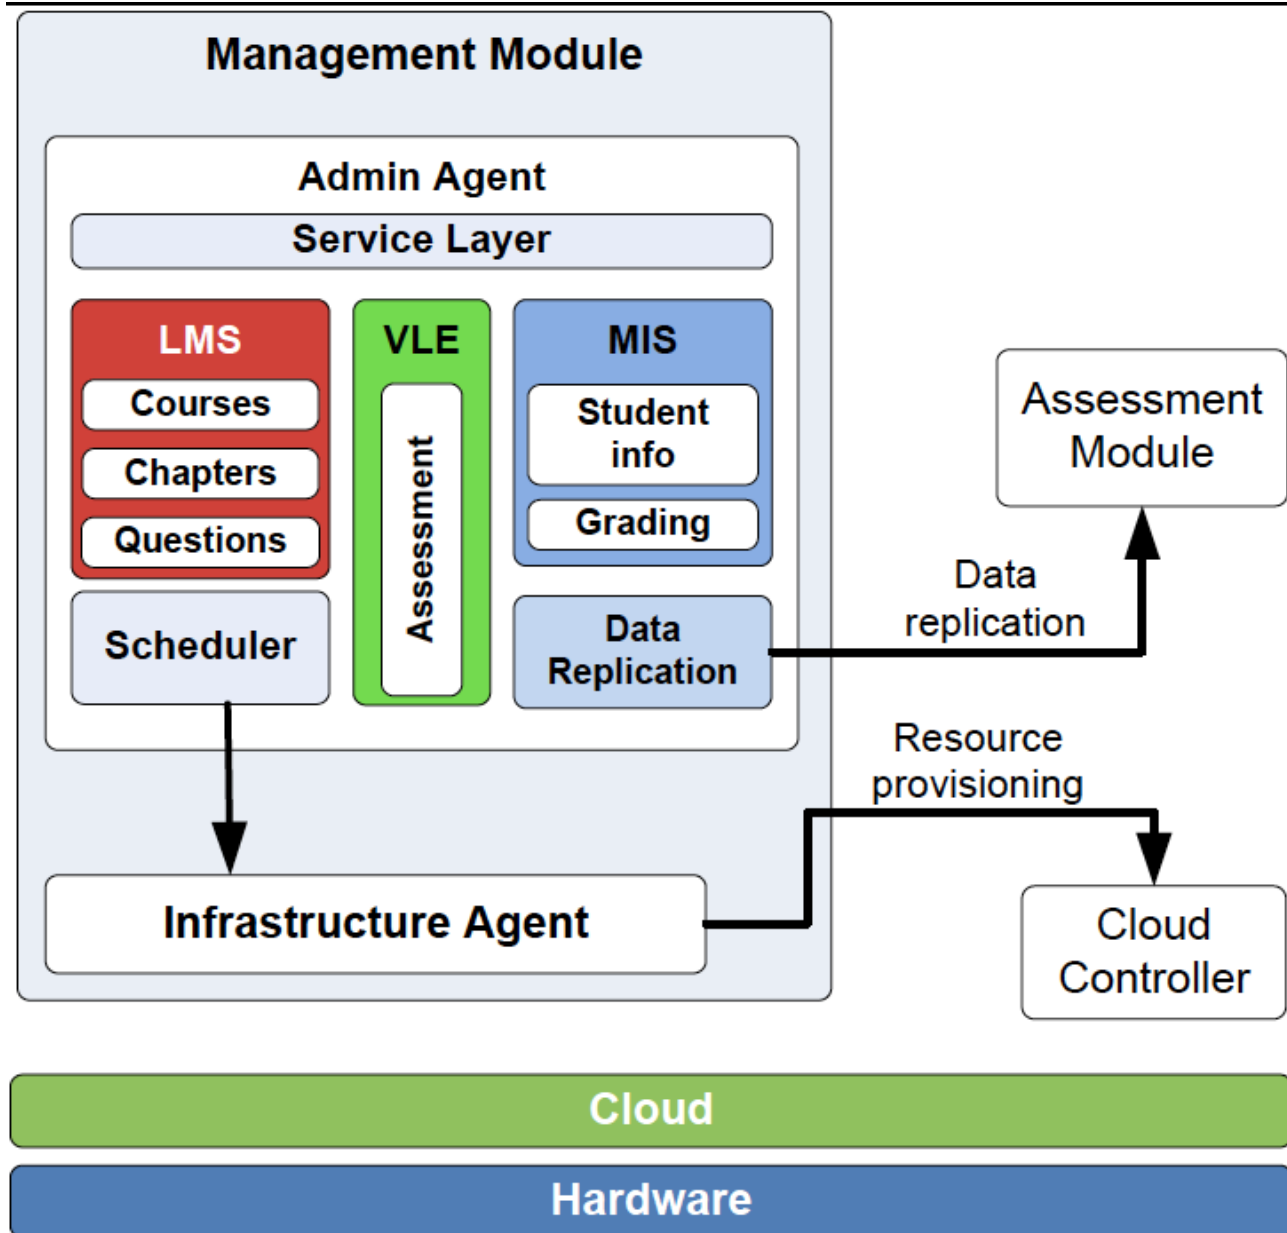 Management Module
Admin Agent
Service Layer
LMS
Courses
Chapters
Questions
Scheduler
VLE
Assessment
MIS
Student
info
Grading
Data
Replication
Data
replication
Assessment
Module
Resource
provisioning
Infrastructure Agent
Cloud
Controller
Cloud
Hardware